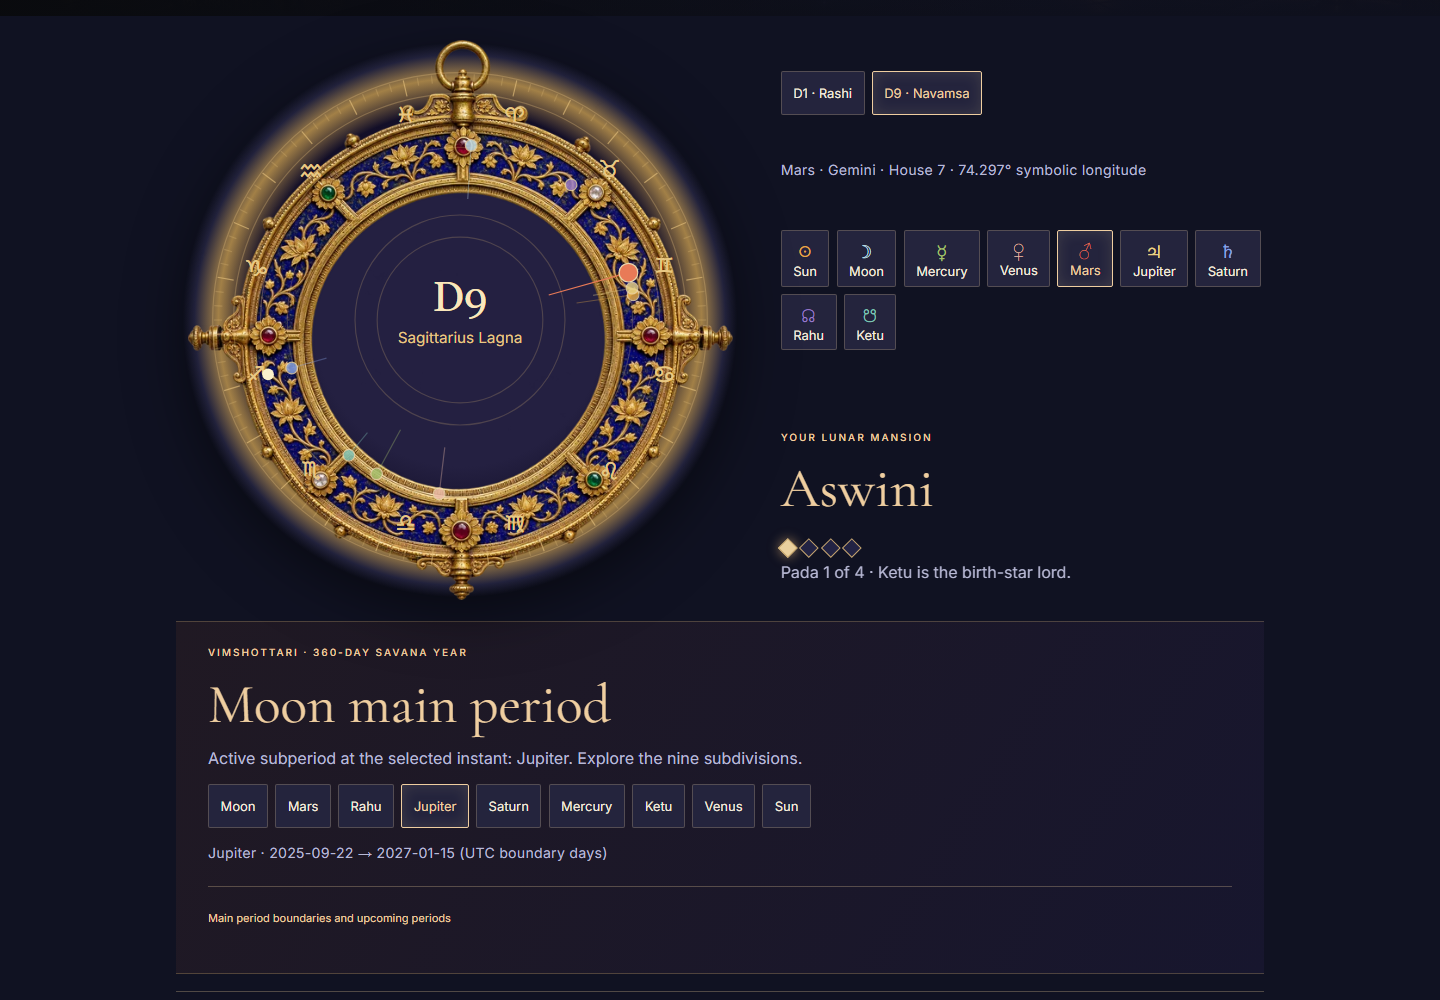 D1 · Rashi
D9 · Navamsa
Mars · Gemini · House 7 · 74.297° symbolic longitude
☉ ☽ ☿ ♀ ♂ ♃ ♄
Sun Moon Mercury Venus Mars Jupiter Saturn
☊ ☋
Rahu Ketu
♓ ♈
♒ ♉
♑ ♊
D9
Sagittarius Lagna
♐ ♋
♏ ♌
♎ ♍
YOUR LUNAR MANSION
Aswini
Pada 1 of 4 · Ketu is the birth-star lord.
VIMSHOTTARI · 360-DAY SAVANA YEAR
Moon main period
Active subperiod at the selected instant: Jupiter. Explore the nine subdivisions.
Moon Mars Rahu Jupiter Saturn Mercury Ketu Venus Sun
Jupiter · 2025-09-22 → 2027-01-15 (UTC boundary days)
Main period boundaries and upcoming periods